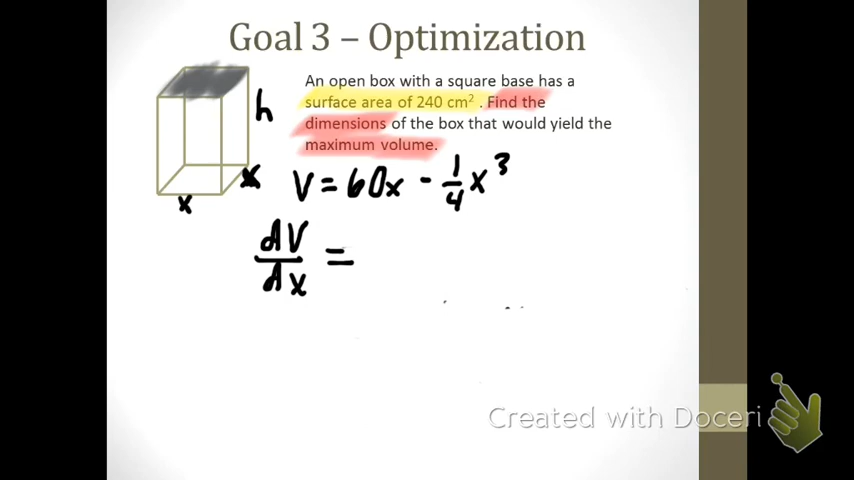 Goal 3 – Optimization
An open box with a square base has a
surface area of 240 cm². Find the
dimensions of the box that would yield the
maximum volume.
h
x
x
V = 60x - 1/4 x³
dV/dx =
Created with Doceri